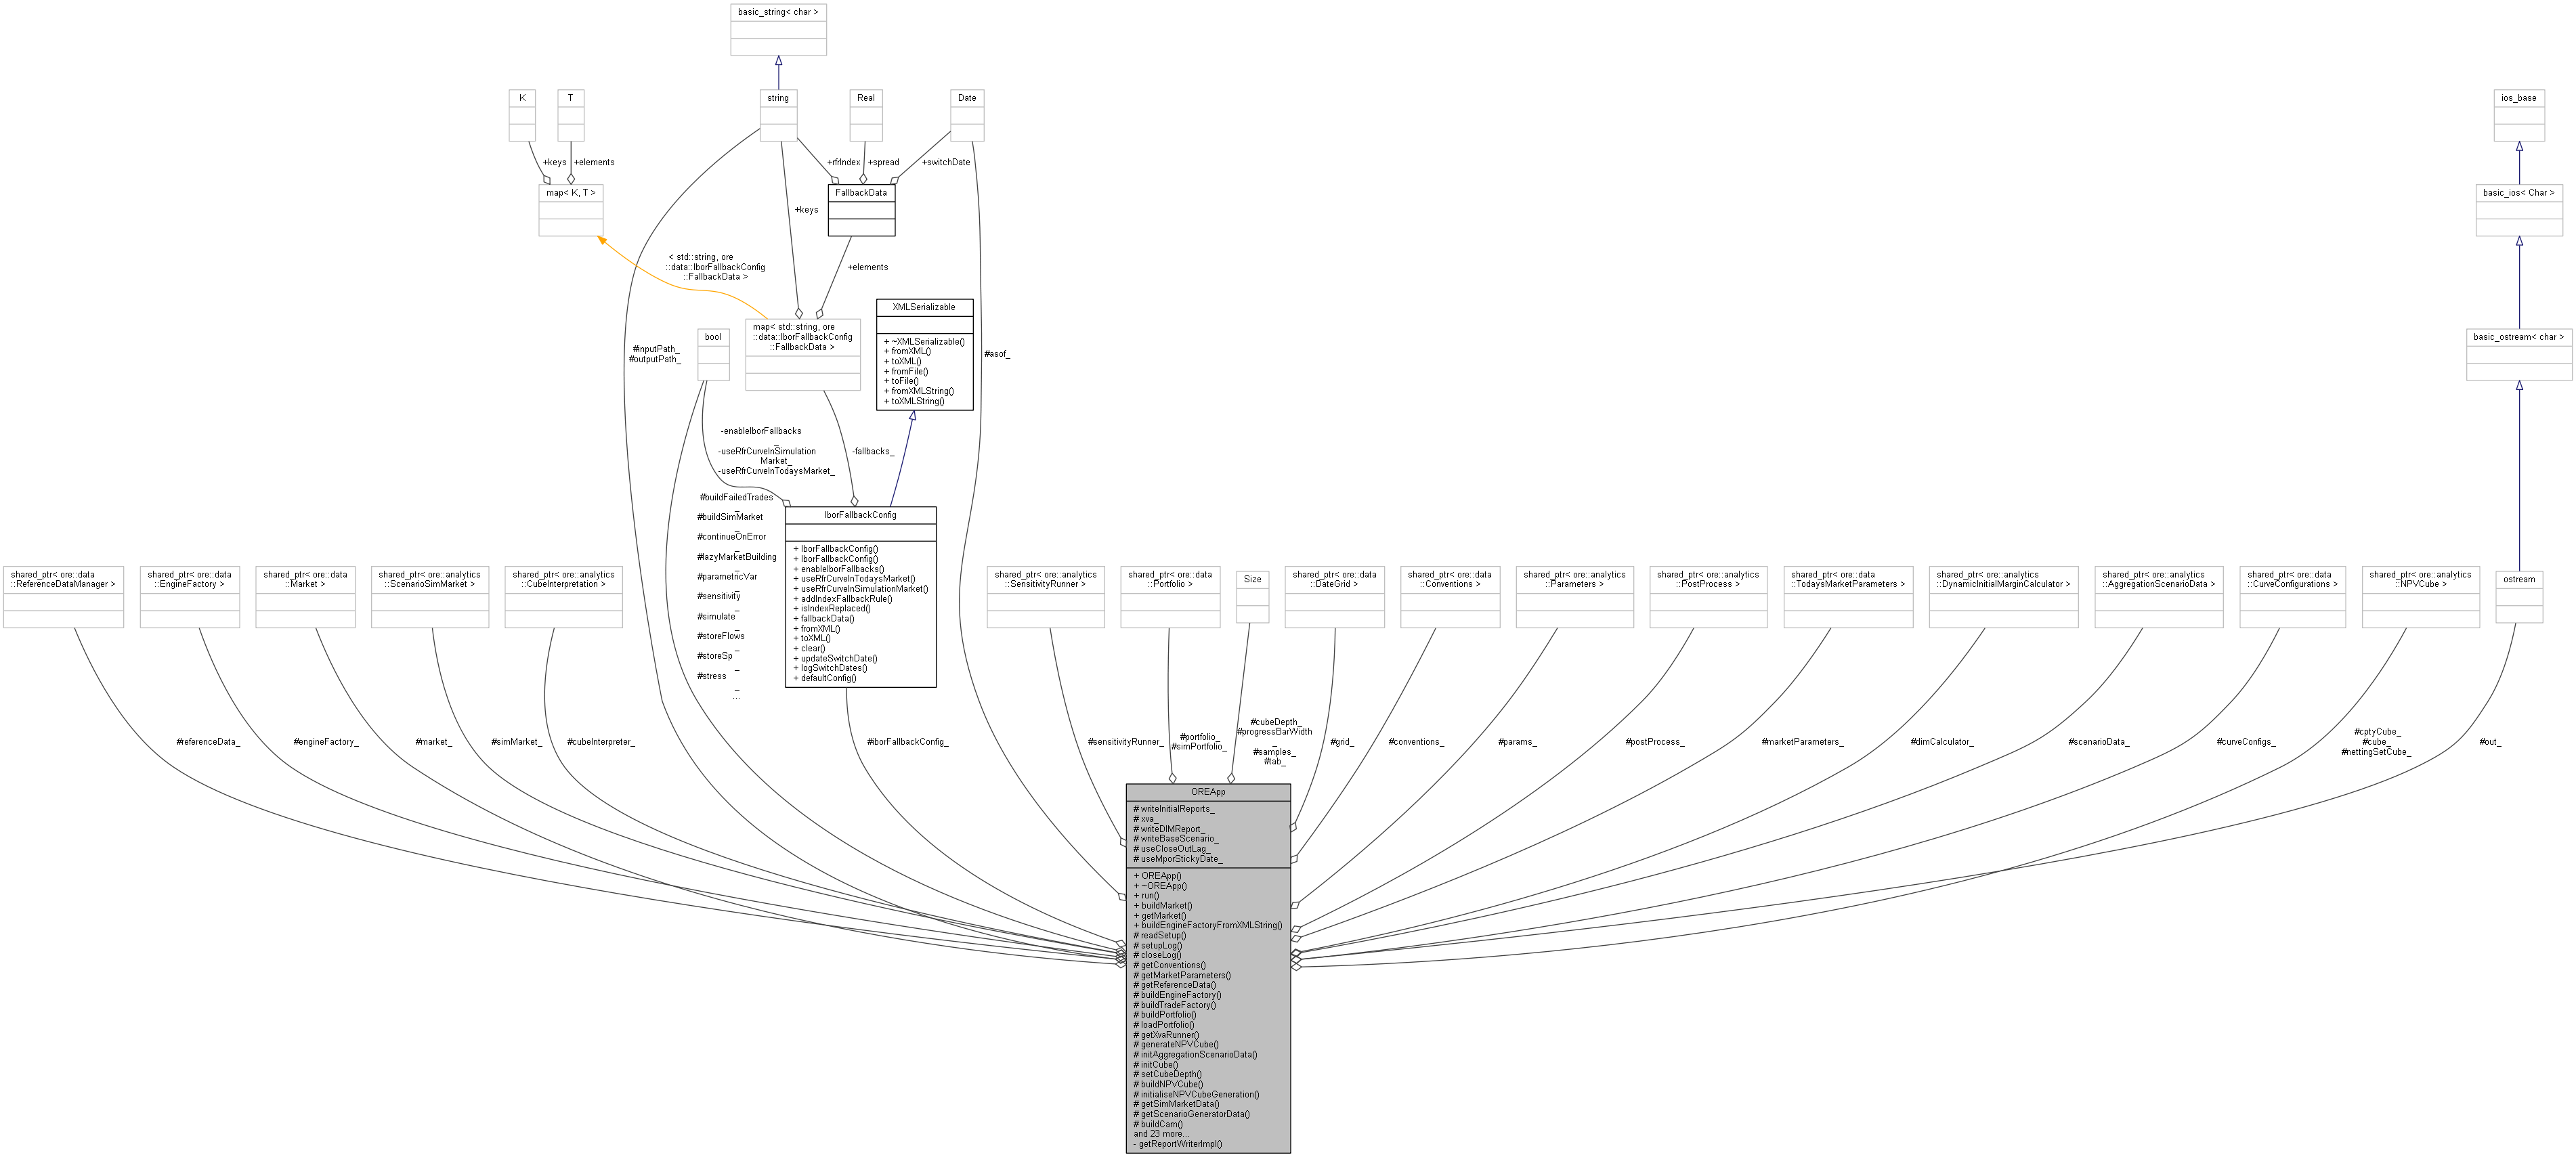 basic_string< char >
K
T
string
Real
Date
ios_base
+keys
+elements
+rfrIndex
+spread
+switchDate
map< K, T >
FallbackData
basic_ios< Char >
+keys
< std::string, ore
::data::IborFallbackConfig
::FallbackData >
+elements
XMLSerializable
+ ~XMLSerializable()
+ fromXML()
+ toXML()
+ fromFile()
+ toFile()
+ fromXMLString()
+ toXMLString()
bool
map< std::string, ore
::data::IborFallbackConfig
::FallbackData >
basic_ostream< char >
#inputPath_
#outputPath_
#asof_
-enableIborFallbacks
_
-useRfrCurveInSimulation
Market_
-useRfrCurveInTodaysMarket_
-fallbacks_
#buildFailedTrades
_
#buildSimMarket
_
#continueOnError
_
#lazyMarketBuilding
_
#parametricVar
_
#sensitivity
_
#simulate
_
#storeFlows
_
#storeSp
_
#stress
_
...
IborFallbackConfig
+ IborFallbackConfig()
+ IborFallbackConfig()
+ enableIborFallbacks()
+ useRfrCurveInTodaysMarket()
+ useRfrCurveInSimulationMarket()
+ addIndexFallbackRule()
+ isIndexReplaced()
+ fallbackData()
+ fromXML()
+ toXML()
+ clear()
+ updateSwitchDate()
+ logSwitchDates()
+ defaultConfig()
shared_ptr< ore::data
::ReferenceDataManager >
shared_ptr< ore::data
::EngineFactory >
shared_ptr< ore::data
::Market >
shared_ptr< ore::analytics
::ScenarioSimMarket >
shared_ptr< ore::analytics
::CubeInterpretation >
shared_ptr< ore::analytics
::SensitivityRunner >
shared_ptr< ore::data
::Portfolio >
Size
shared_ptr< ore::data
::DateGrid >
shared_ptr< ore::data
::Conventions >
shared_ptr< ore::analytics
::Parameters >
shared_ptr< ore::analytics
::PostProcess >
shared_ptr< ore::data
::TodaysMarketParameters >
shared_ptr< ore::analytics
::DynamicInitialMarginCalculator >
shared_ptr< ore::analytics
::AggregationScenarioData >
shared_ptr< ore::data
::CurveConfigurations >
shared_ptr< ore::analytics
::NPVCube >
ostream
#referenceData_
#engineFactory_
#market_
#simMarket_
#cubeInterpreter_
#iborFallbackConfig_
#sensitivityRunner_
#portfolio_
#simPortfolio_
#cubeDepth_
#progressBarWidth
_
#samples_
#tab_
#grid_
#conventions_
#params_
#postProcess_
#marketParameters_
#dimCalculator_
#scenarioData_
#curveConfigs_
#cptyCube_
#cube_
#nettingSetCube_
#out_
OREApp
# writeInitialReports_
# xva_
# writeDIMReport_
# writeBaseScenario_
# useCloseOutLag_
# useMporStickyDate_
+ OREApp()
+ ~OREApp()
+ run()
+ buildMarket()
+ getMarket()
+ buildEngineFactoryFromXMLString()
# readSetup()
# setupLog()
# closeLog()
# getConventions()
# getMarketParameters()
# getReferenceData()
# buildEngineFactory()
# buildTradeFactory()
# buildPortfolio()
# loadPortfolio()
# getXvaRunner()
# generateNPVCube()
# initAggregationScenarioData()
# initCube()
# setCubeDepth()
# buildNPVCube()
# initialiseNPVCubeGeneration()
# getSimMarketData()
# getScenarioGeneratorData()
# buildCam()
and 23 more...
- getReportWriterImpl()